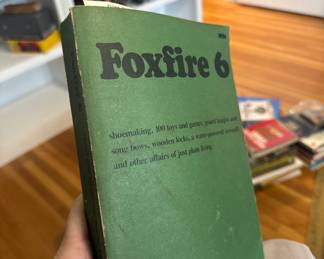 Foxfire 6
shoemaking, 100 toys and games, gourd banjos and
song bows, wooden locks, a water-powered sawmill,
and other affairs of just plain living